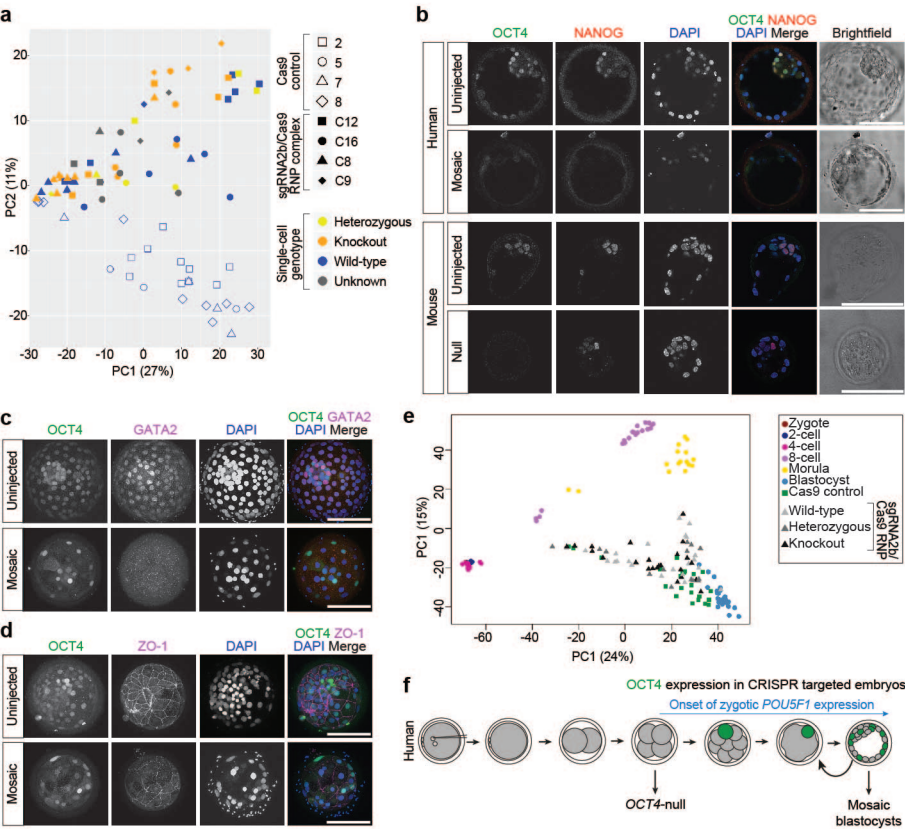 a
PC2 (11%)
20
10
0
-10
-20
-30
-20
-10
0
10
20
30
PC1 (27%)
Cas9 control
2
5
7
8
sgRNA2b/Cas9 RNP complex
C12
C16
C8
C9
Single-cell genotype
Heterozygous
Knockout
Wild-type
Unknown
b
OCT4
NANOG
DAPI
OCT4 NANOG
DAPI Merge
Brightfield
Human
Uninjected
Mosaic
Mouse
Uninjected
Null
c
OCT4
GATA2
DAPI
OCT4 GATA2
DAPI Merge
Uninjected
Mosaic
d
OCT4
ZO-1
DAPI
OCT4 ZO-1
DAPI Merge
Uninjected
Mosaic
e
PC1 (15%)
40
20
0
-20
-40
-60
-40
-20
0
20
40
PC1 (24%)
Zygote
2-cell
4-cell
8-cell
Morula
Blastocyst
Cas9 control
Wild-type
Heterozygous
Knockout
sgRNA2b/
Cas9 RNP
f
OCT4 expression in CRISPR targeted embryos
Onset of zygotic POU5F1 expression
Human
OCT4-null
Mosaic
blastocysts